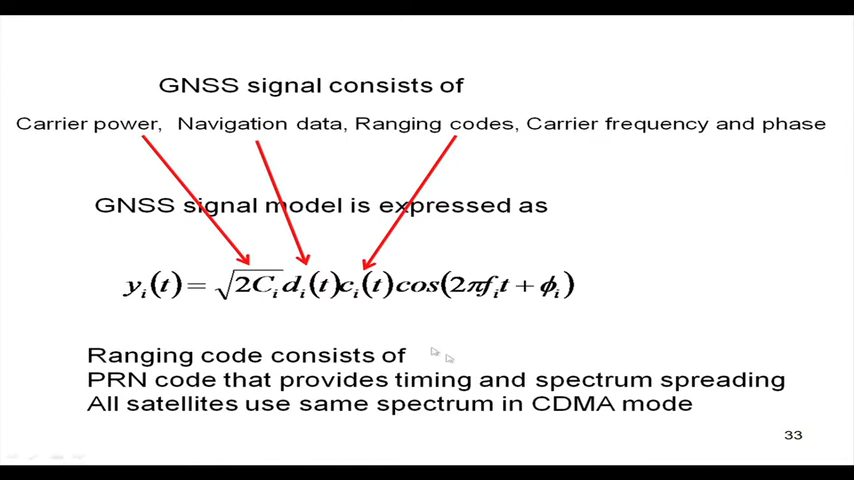 GNSS signal consists of
Carrier power, Navigation data, Ranging codes, Carrier frequency and phase
GNSS signal model is expressed as
yᵢ(t) = √2Cᵢ dᵢ(t)cᵢ(t)cos(2πfᵢt + ϕᵢ)
Ranging code consists of
PRN code that provides timing and spectrum spreading
All satellites use same spectrum in CDMA mode
33